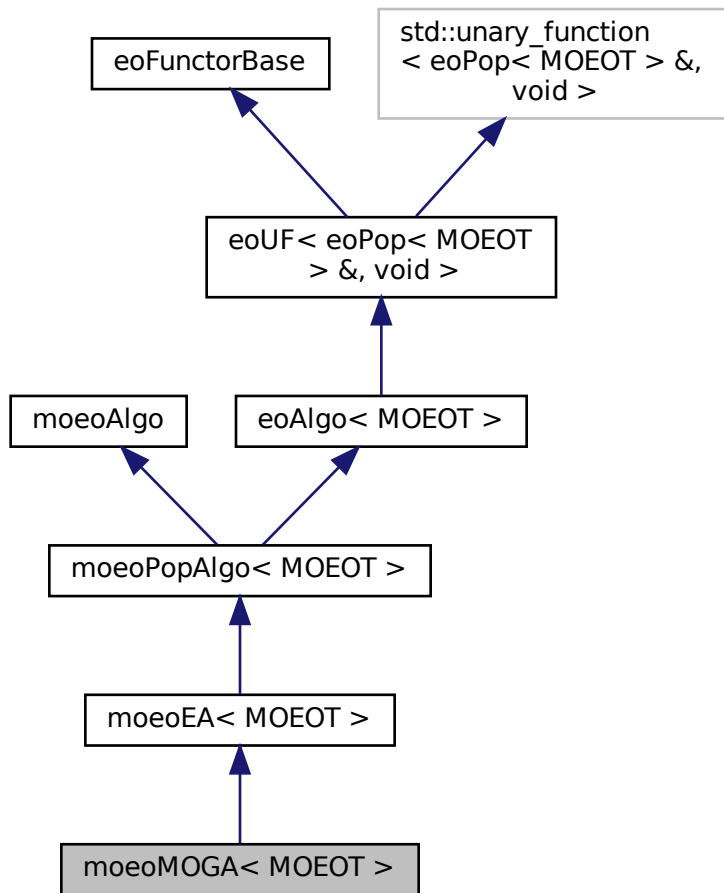 eoFunctorBase
std::unary_function
< eoPop< MOEOT > &,
void >
eoUF< eoPop< MOEOT
> &, void >
moeoAlgo
eoAlgo< MOEOT >
moeoPopAlgo< MOEOT >
moeoEA< MOEOT >
moeoMOGA< MOEOT >